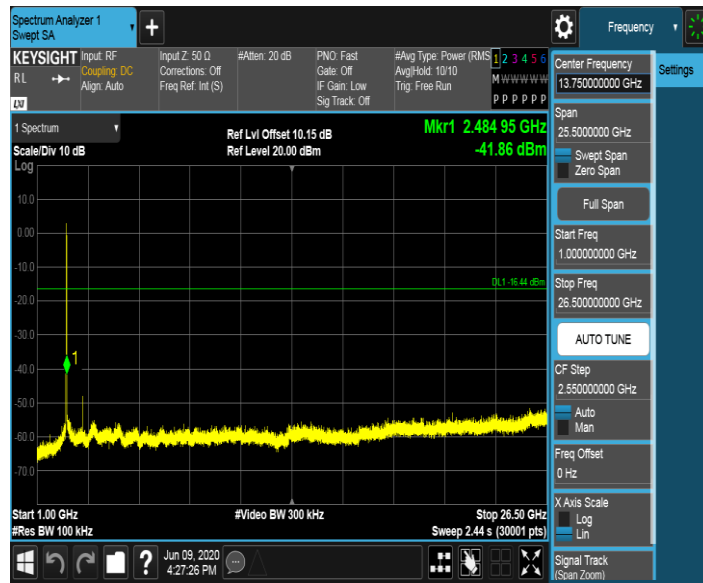 Spectrum Analyzer 1
Swept SA
Frequency
KEYSIGHT
RL
LXI
Input: RF
Coupling: DC
Align: Auto
Input Z: 50 Ω
Corrections: Off
Freq Ref: Int (S)
#Atten: 20 dB
PNO: Fast
Gate: Off
IF Gain: Low
Sig Track: Off
#Avg Type: Power (RMS
Avg|Hold: 10/10
Trig: Free Run
1 2 3 4 5 6
M W W W W W
P P P P P P
Center Frequency
13.750000000 GHz
Settings
Span
25.5000000 GHz
Swept Span
Zero Span
Full Span
Start Freq
1.000000000 GHz
Stop Freq
26.500000000 GHz
AUTO TUNE
CF Step
2.550000000 GHz
Auto
Man
Freq Offset
0 Hz
X Axis Scale
Log
Lin
Signal Track
(Span Zoom)
1 Spectrum
Scale/Div 10 dB
Log
Ref Lvl Offset 10.15 dB
Ref Level 20.00 dBm
Mkr1 2.484 95 GHz
-41.86 dBm
10.0
0.00
-10.0
-20.0
-30.0
-40.0
-50.0
-60.0
-70.0
DL1 -16.44 dBm
1
Start 1.00 GHz
#Res BW 100 kHz
#Video BW 300 kHz
Stop 26.50 GHz
Sweep 2.44 s (30001 pts)
?
Jun 09, 2020
4:27:26 PM